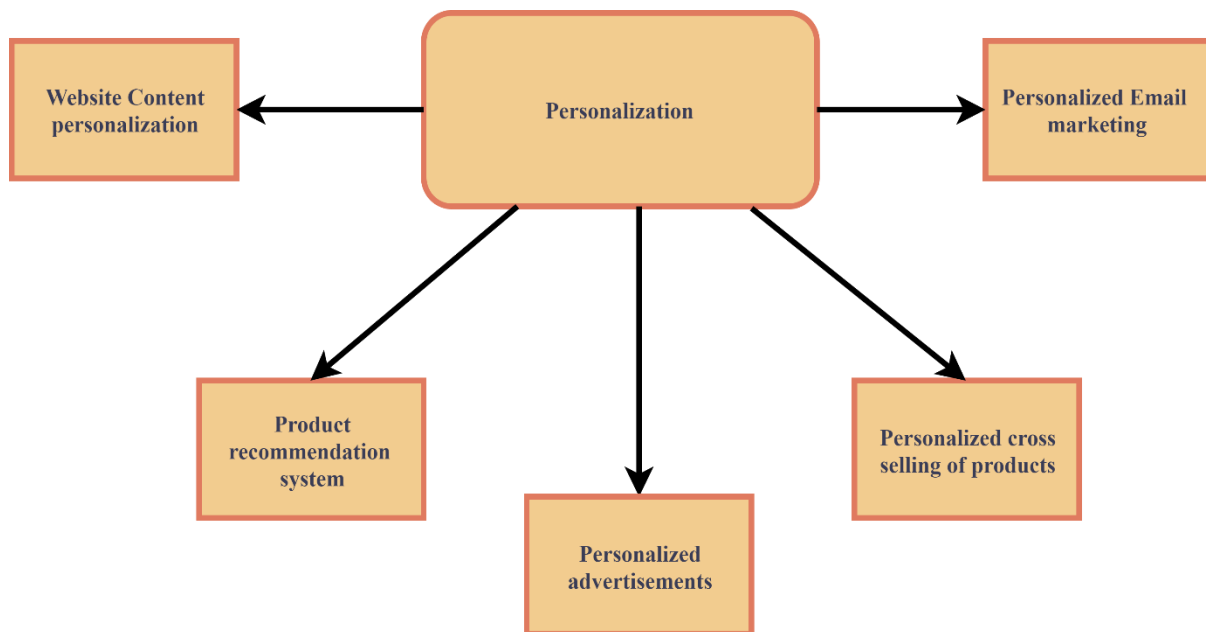 Website Content
personalization
Personalization
Personalized Email
marketing
Product
recommendation
system
Personalized
advertisements
Personalized cross
selling of products